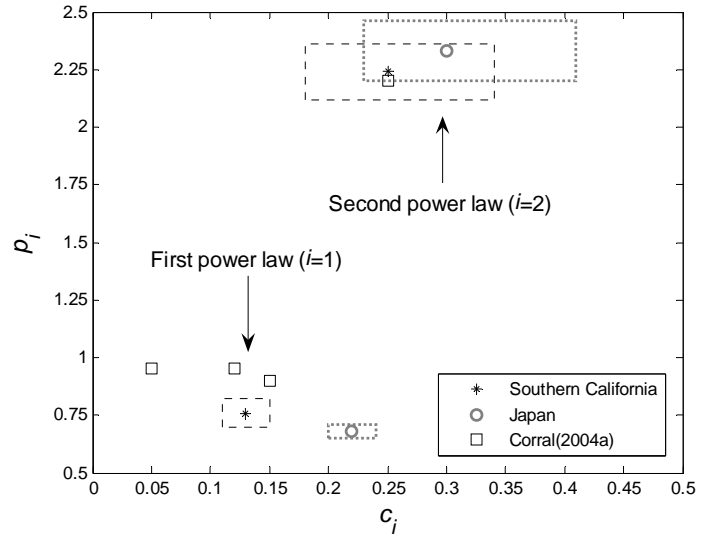 2.5
2.25
2
1.75
1.5
1.25
1
0.75
0.5
p_i
Second power law (i=2)
First power law (i=1)
Southern California
Japan
Corral(2004a)
0 0.05 0.1 0.15 0.2 0.25 0.3 0.35 0.4 0.45 0.5
c_i